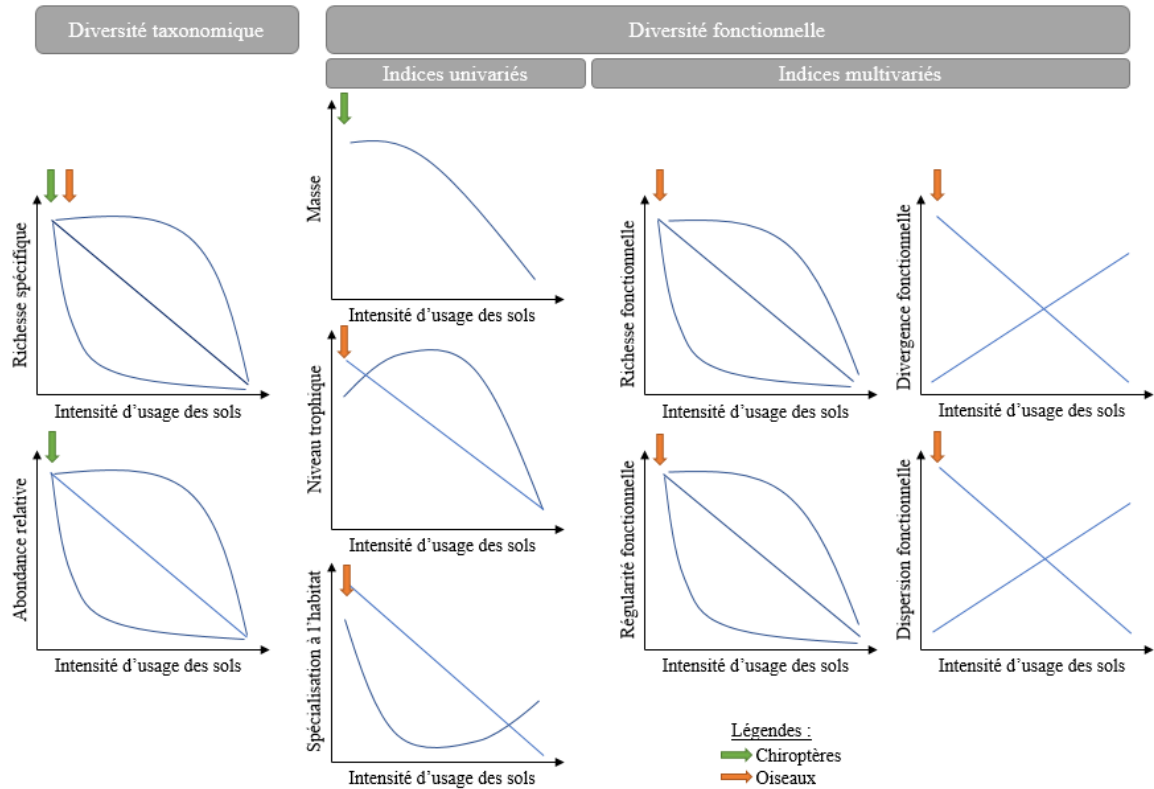 Diversité taxonomique
Diversité fonctionnelle
Indices univariés
Indices multivariés
Richesse spécifique
Intensité d'usage des sols
Abondance relative
Intensité d'usage des sols
Masse
Intensité d'usage des sols
Niveau trophique
Intensité d'usage des sols
Spécialisation à l'habitat
Intensité d'usage des sols
Richesse fonctionnelle
Intensité d'usage des sols
Divergence fonctionnelle
Intensité d'usage des sols
Régularité fonctionnelle
Intensité d'usage des sols
Dispersion fonctionnelle
Intensité d'usage des sols
Légendes :
Chiroptères
Oiseaux